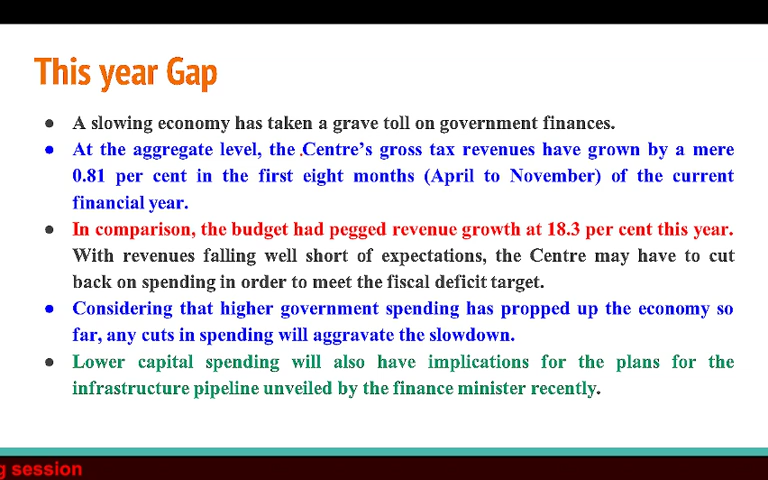 This year Gap
● A slowing economy has taken a grave toll on government finances.
● At the aggregate level, the .Centre's gross tax revenues have grown by a mere
0.81 per cent in the first eight months (April to November) of the current
financial year.
● In comparison, the budget had pegged revenue growth at 18.3 per cent this year.
With revenues falling well short of expectations, the Centre may have to cut
back on spending in order to meet the fiscal deficit target.
● Considering that higher government spending has propped up the economy so
far, any cuts in spending will aggravate the slowdown.
● Lower capital spending will also have implications for the plans for the
infrastructure pipeline unveiled by the finance minister recently.
g session